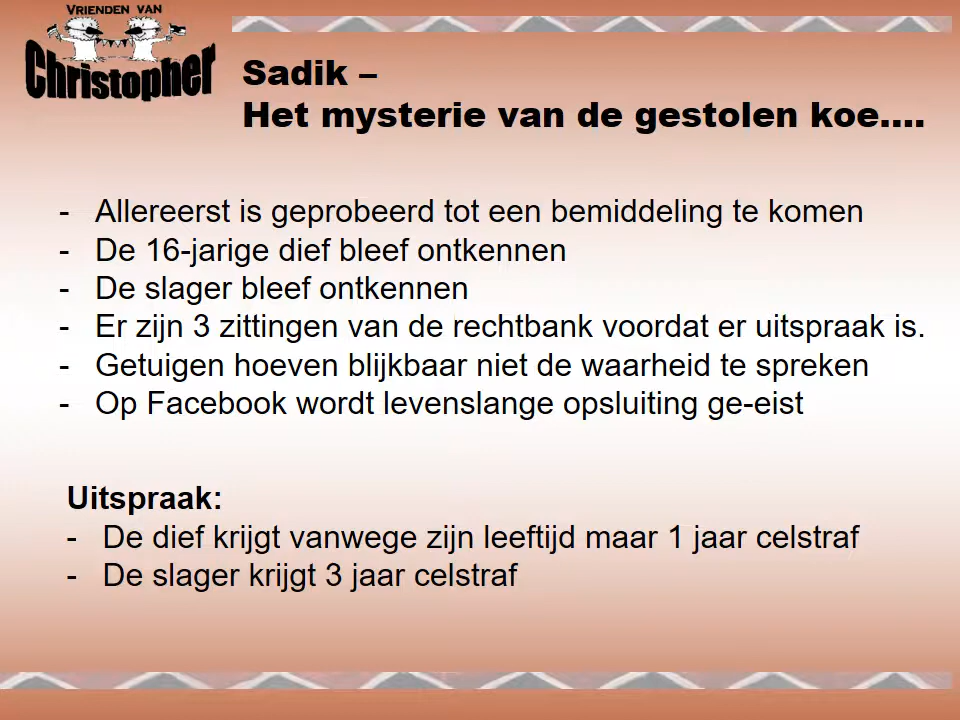 VRIENDEN VAN
Christopher
Sadik –
Het mysterie van de gestolen koe....
- Allereerst is geprobeerd tot een bemiddeling te komen
- De 16-jarige dief bleef ontkennen
- De slager bleef ontkennen
- Er zijn 3 zittingen van de rechtbank voordat er uitspraak is.
- Getuigen hoeven blijkbaar niet de waarheid te spreken
- Op Facebook wordt levenslange opsluiting ge-eist
Uitspraak:
- De dief krijgt vanwege zijn leeftijd maar 1 jaar celstraf
- De slager krijgt 3 jaar celstraf